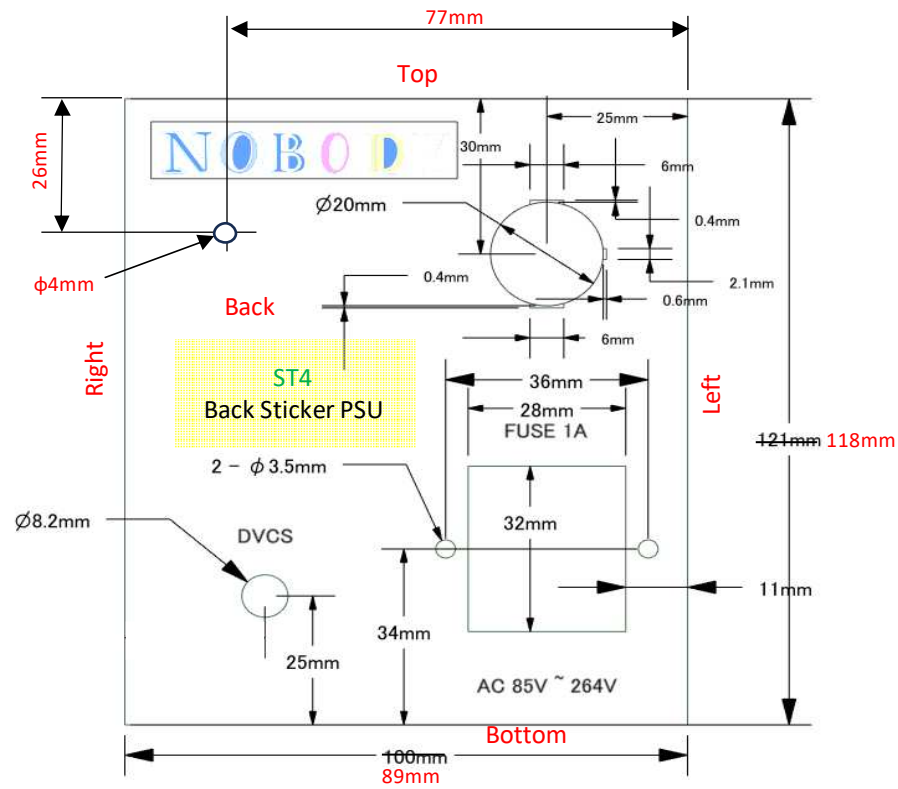 77mm
Top
26mm
NOBODY
30mm
25mm
6mm
Ø20mm
0.4mm
φ4mm
0.4mm
2.1mm
0.6mm
Back
6mm
Right
Left
ST4
Back Sticker PSU
36mm
28mm
FUSE 1A
121mm 118mm
2 - φ3.5mm
Ø8.2mm
DVCS
32mm
11mm
34mm
25mm
AC 85V ~ 264V
Bottom
100mm
89mm